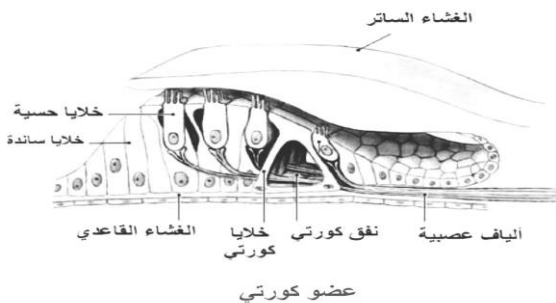 الغشاء الساتر
خلايا حسية
خلايا ساندة
الغشاء القاعدي
خلايا
كورتي
نفق كورتي
ألياف عصبية
عضو كورتي